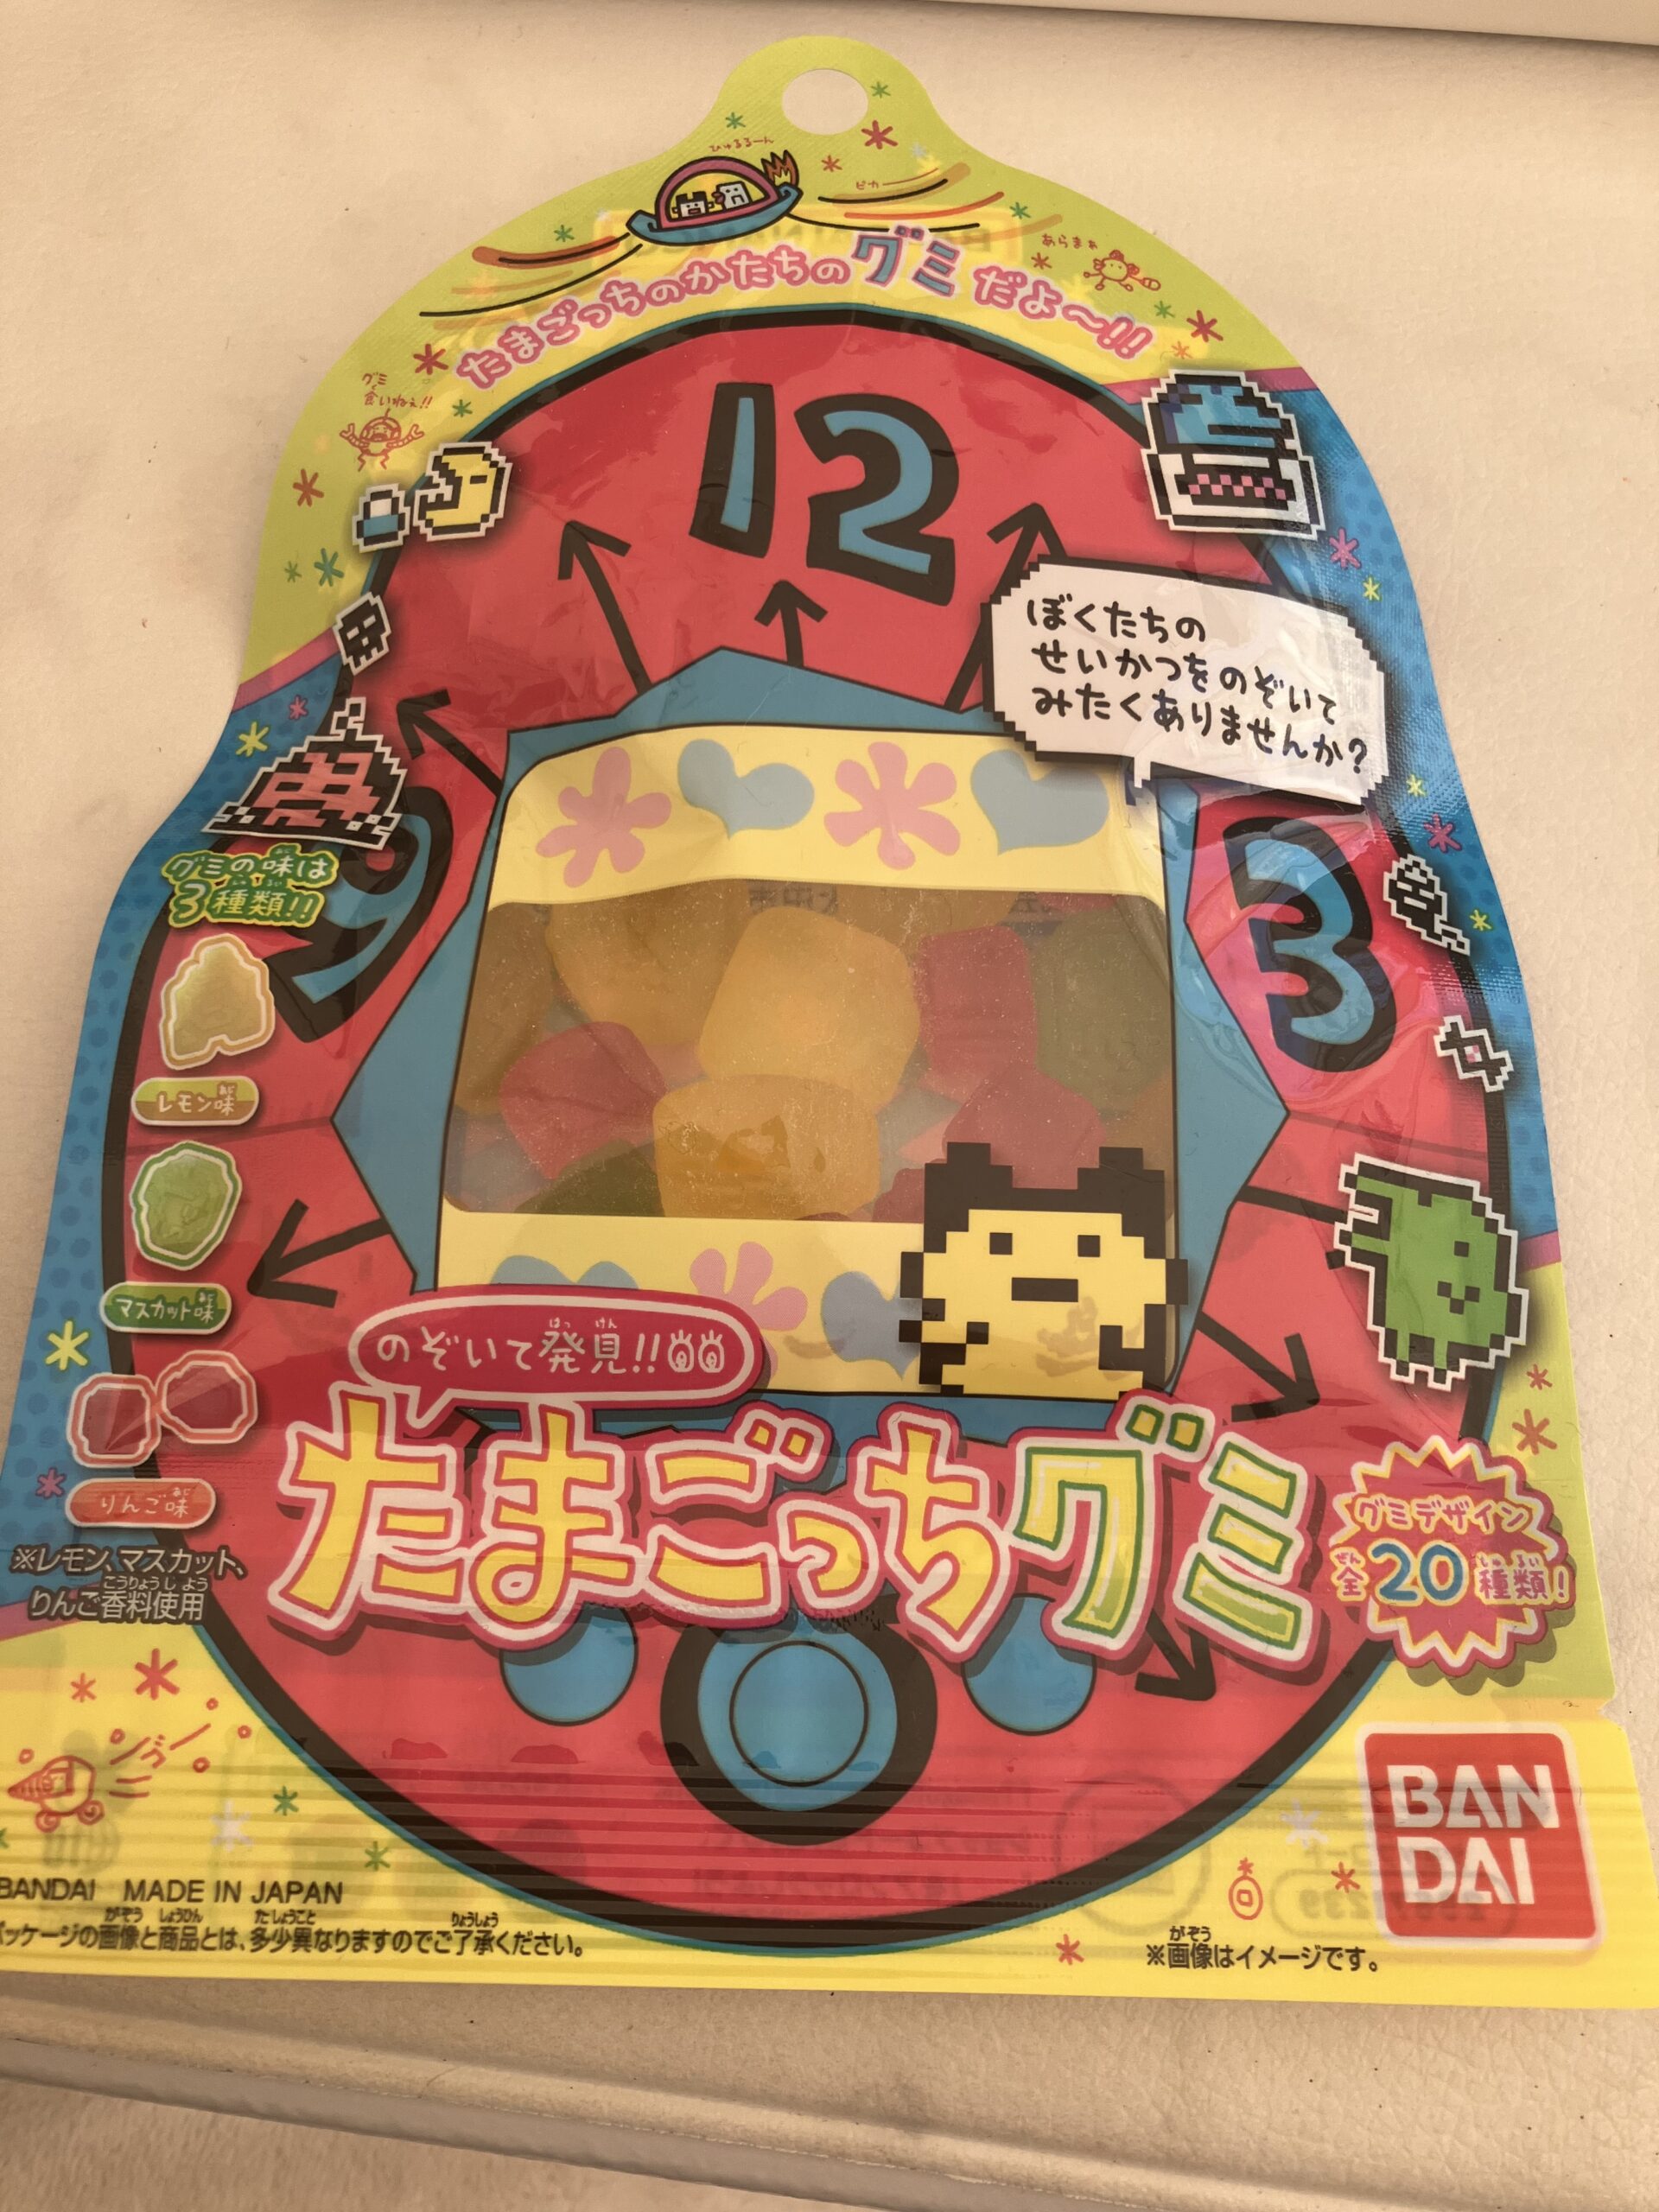 ひゅるるーん
ピカー
あらまぁ
たまごっちのかたちのグミだよ〜!!
グミ
食いねぇ!!
12
ぼくたちの
せいかつをのぞいて
みたくありませんか?
9
3
グミの味は
3種類!!
レモン味
マスカット味
りんご味
※レモン、マスカット、
りんご香料使用
のぞいて発見!!
たまごっちグミ
グミデザイン
全20種類!
BAN
DAI
BANDAI MADE IN JAPAN
パッケージの画像と商品とは、多少異なりますのでご了承ください。
※画像はイメージです。